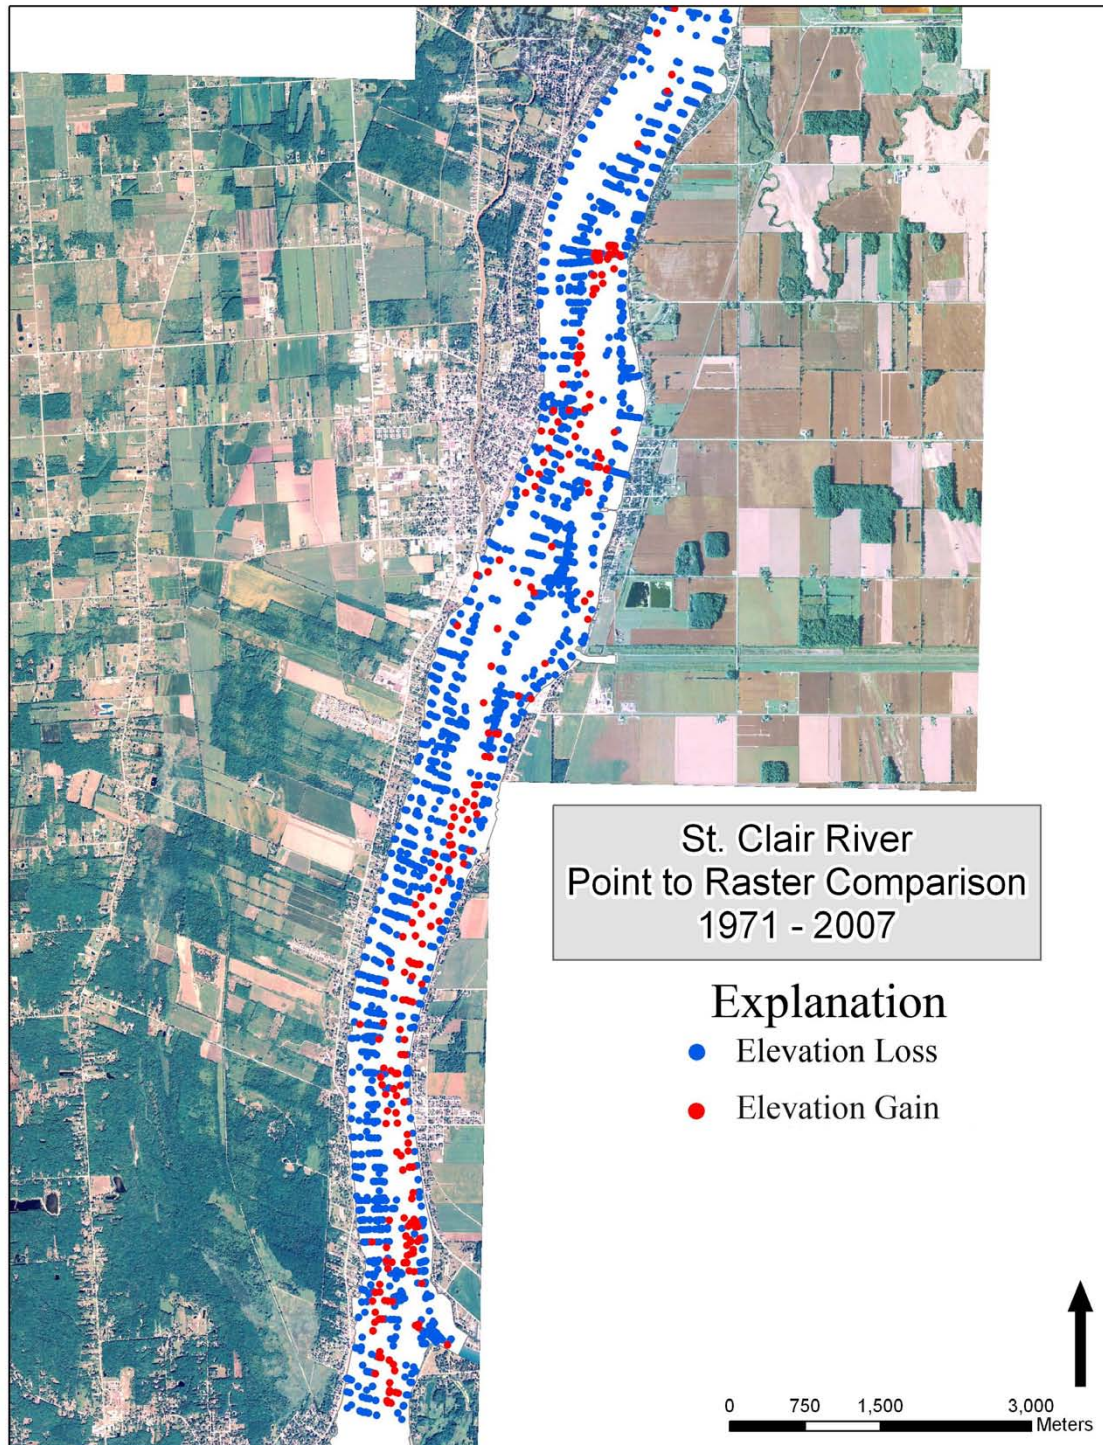 St. Clair River
Point to Raster Comparison
1971 - 2007
Explanation
Elevation Loss
Elevation Gain
0 750 1,500 3,000
Meters